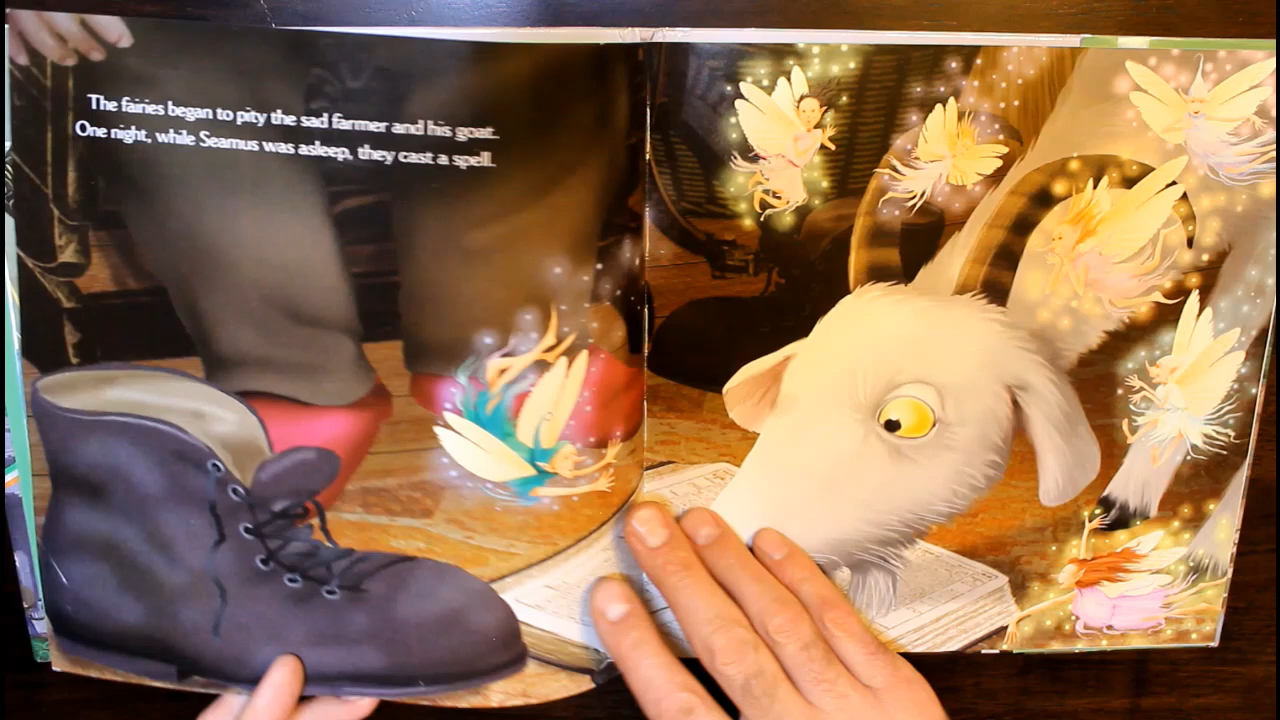 The fairies began to pity the sad farmer and his goat.
One night, while Seamus was asleep, they cast a spell.